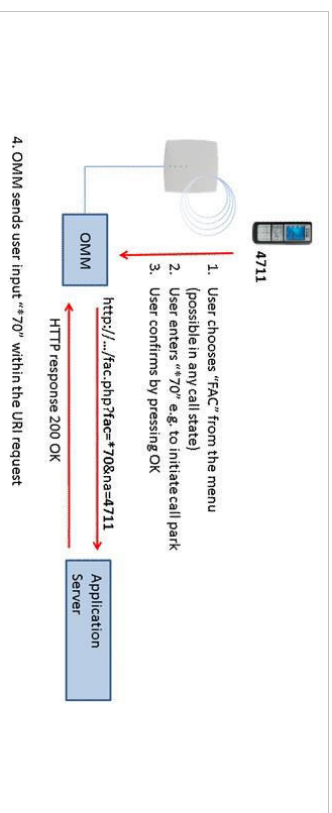 4711
1. User chooses “FAC” from the menu
(possible in any call state)
2. User enters “*70” e.g. to initiate call park
3. User confirms by pressing OK
OMM
http://.../fac.php?fac=*70&na=4711
HTTP response 200 OK
Application
Server
4. OMM sends user input “*70” within the URI request